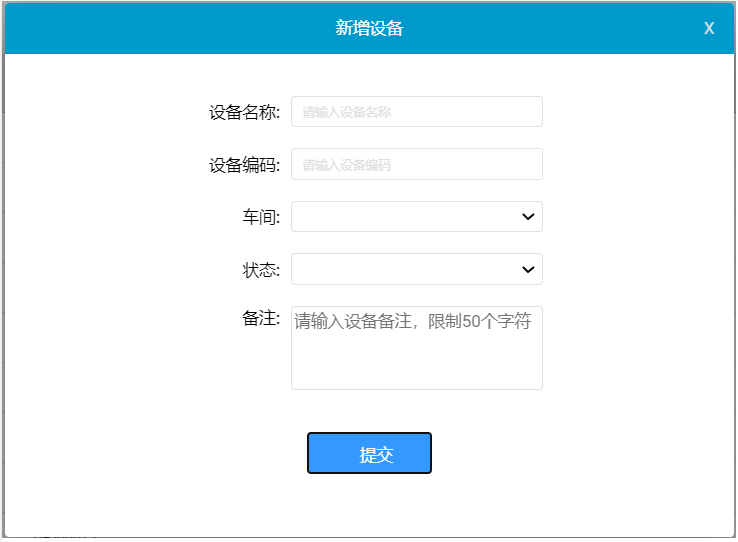 新增设备 X
设备名称: 请输入设备名称
设备编码: 请输入设备编码
车间:
状态:
备注: 请输入设备备注，限制50个字符
提交